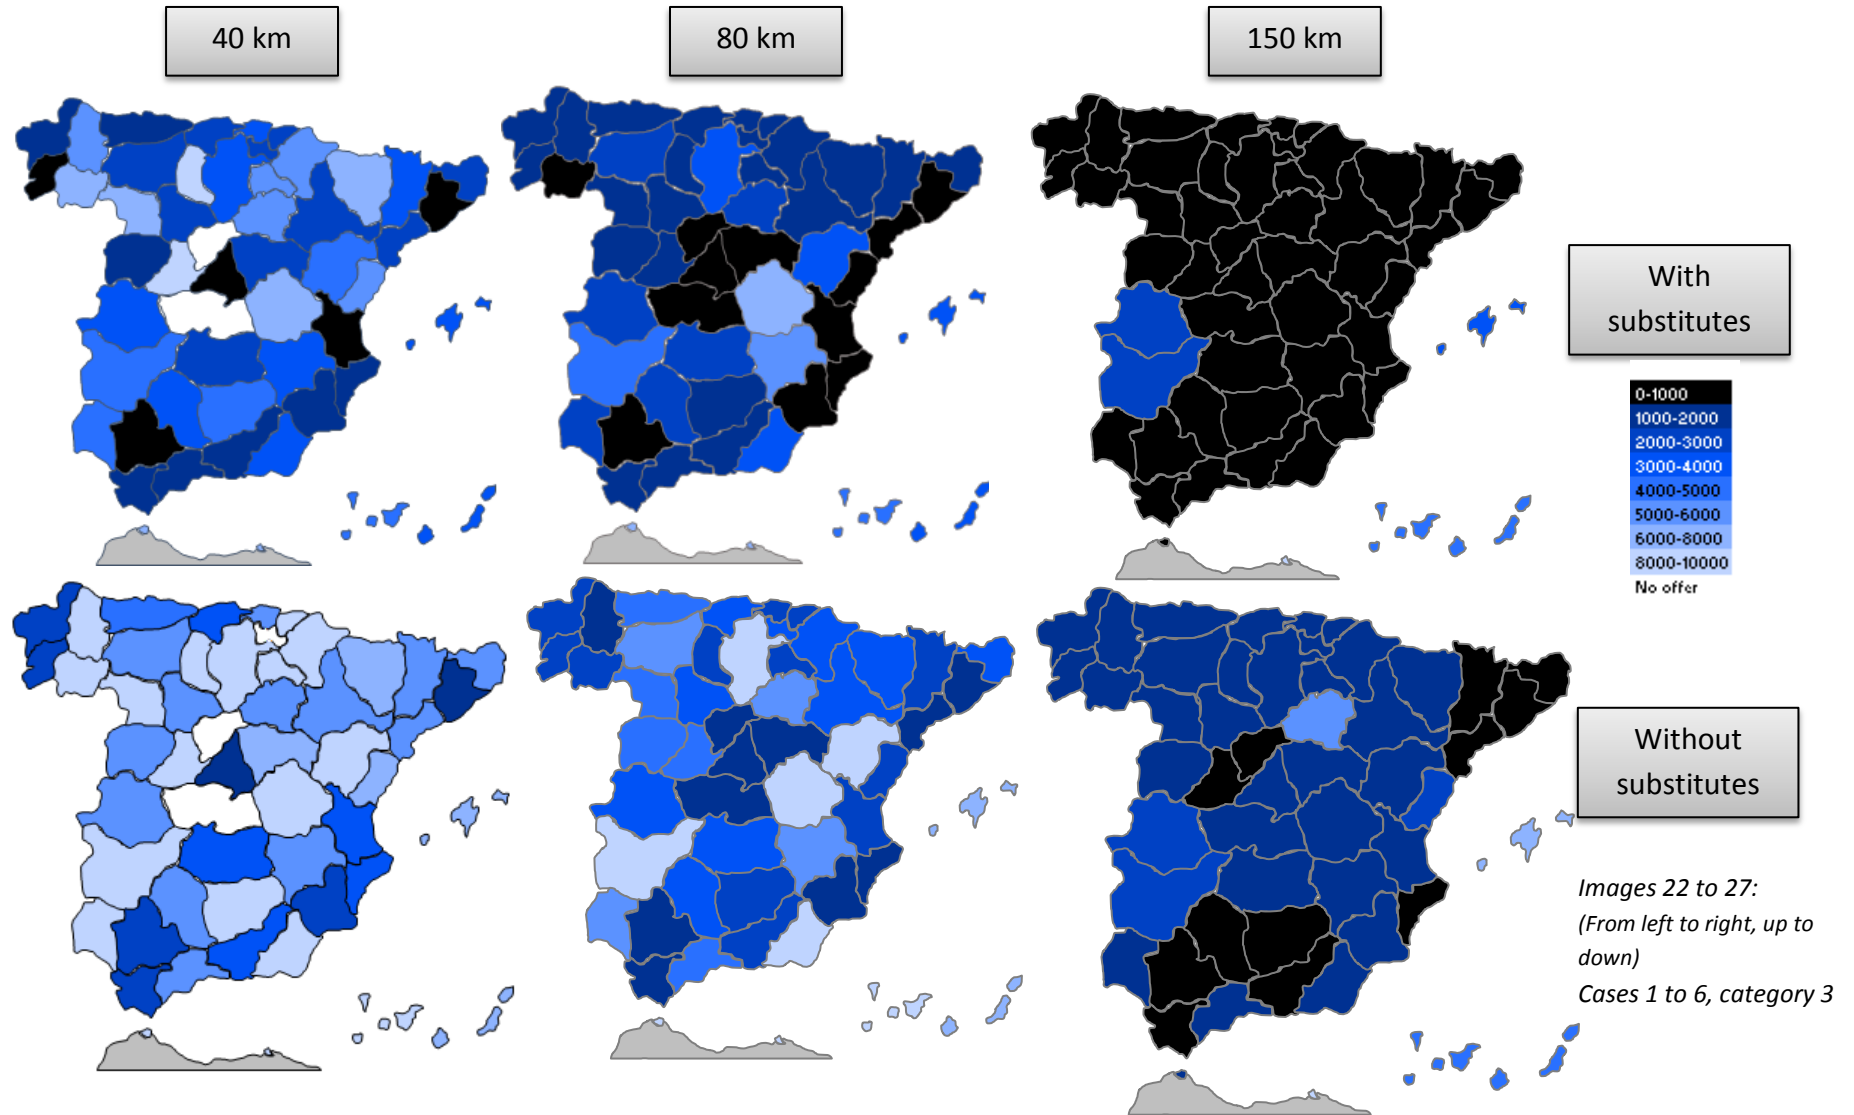 40 km
80 km
150 km
With
substitutes
0-1000
1000-2000
2000-3000
3000-4000
4000-5000
5000-6000
6000-8000
8000-10000
No offer
Without
substitutes
Images 22 to 27:
(From left to right, up to
down)
Cases 1 to 6, category 3